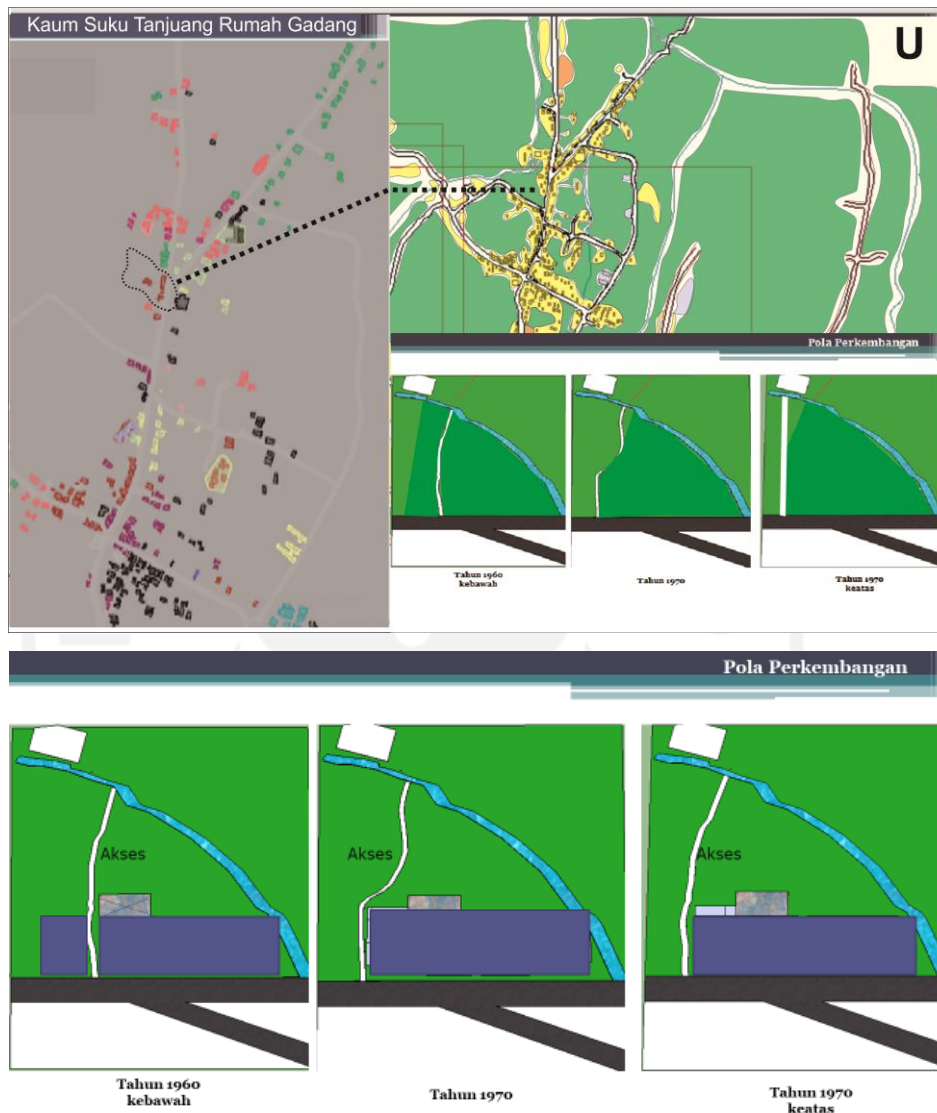 Kaum Suku Tanjuang Rumah Gadang
U
Pola Perkembangan
Tahun 1960
kebawah
Tahun 1970
Tahun 1970
keatas
Pola Perkembangan
Akses
Akses
Akses
Tahun 1960
kebawah
Tahun 1970
Tahun 1970
keatas